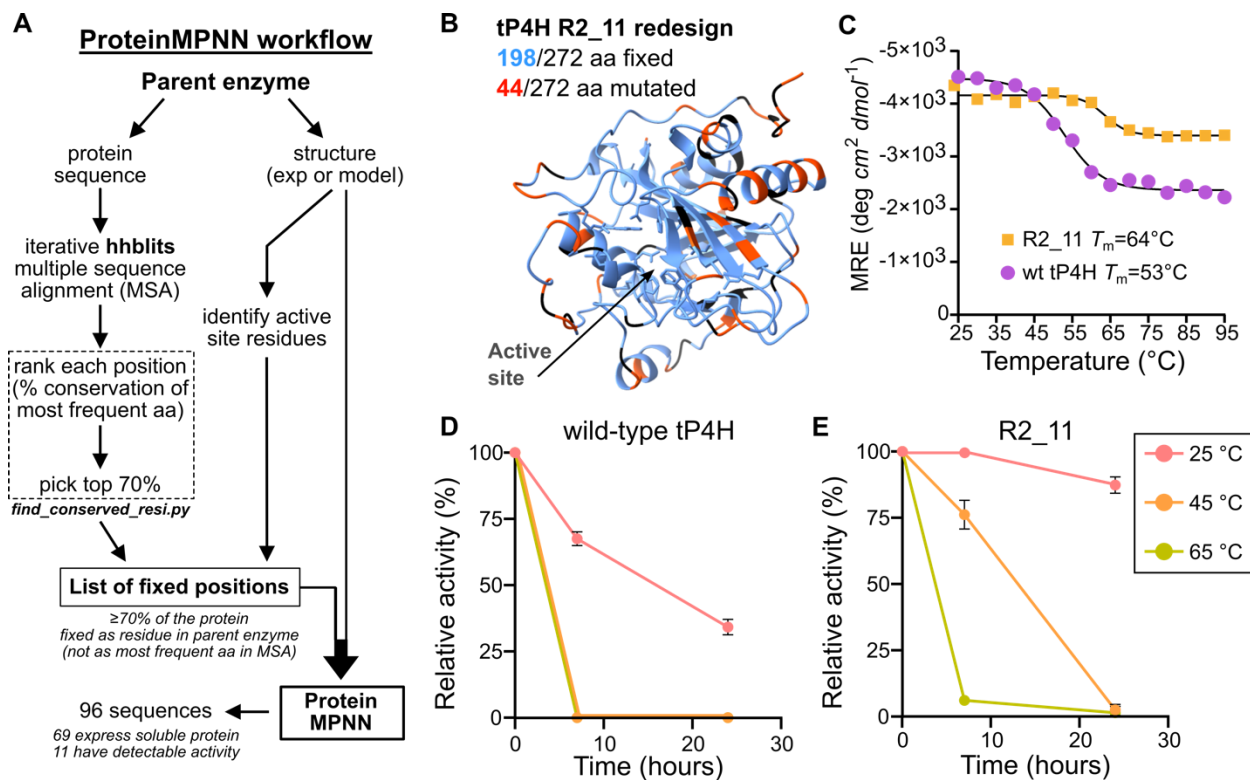 A
ProteinMPNN workflow
Parent enzyme
protein
sequence
structure
(exp or model)
iterative hhblits
multiple sequence
alignment (MSA)
identify active
site residues
rank each position
(% conservation of
most frequent aa)
pick top 70%
find_conserved_resi.py
List of fixed positions
≥70% of the protein
fixed as residue in parent enzyme
(not as most frequent aa in MSA)
Protein
MPNN
96 sequences
69 express soluble protein
11 have detectable activity
B
tP4H R2_11 redesign
198/272 aa fixed
44/272 aa mutated
Active
site
C
MRE (deg cm² dmol⁻¹)
-5×10³
-4×10³
-3×10³
-2×10³
-1×10³
0
R2_11 Tm=64°C
wt tP4H Tm=53°C
25 35 45 55 65 75 85 95
Temperature (°C)
D
wild-type tP4H
Relative activity (%)
100
75
50
25
0
0 10 20 30
Time (hours)
E
R2_11
Relative activity (%)
100
75
50
25
0
0 10 20 30
Time (hours)
25 °C
45 °C
65 °C